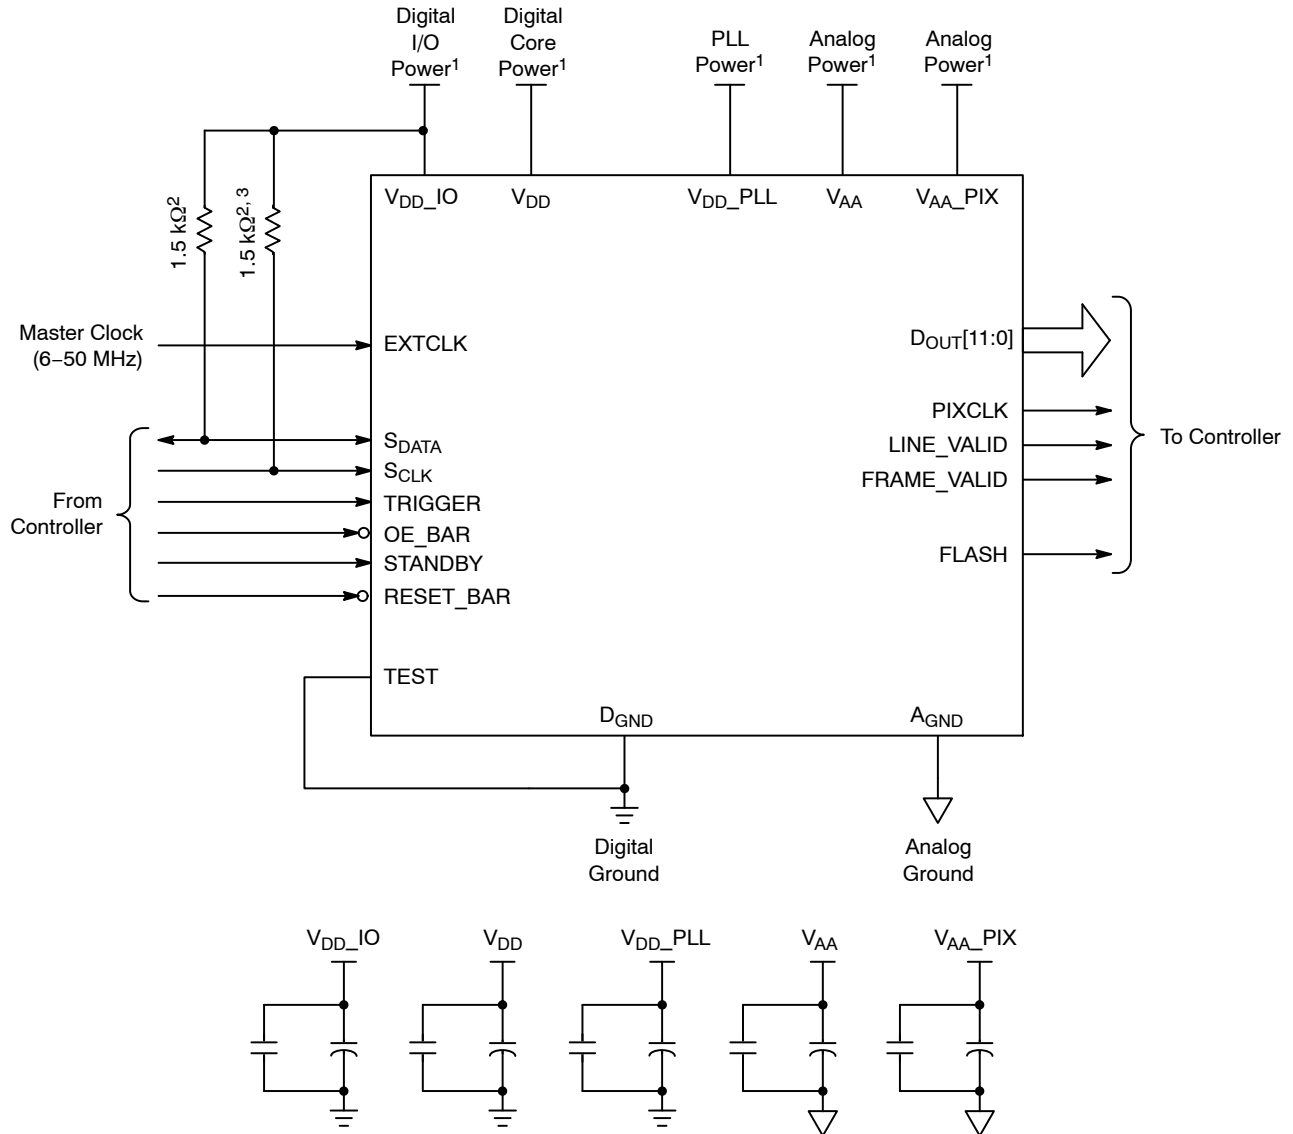 Digital
I/O
Power1
Digital
Core
Power1
PLL
Power1
Analog
Power1
Analog
Power1
VDD_IO
VDD
VDD_PLL
VAA
VAA_PIX
1.5 kΩ2
1.5 kΩ2, 3
Master Clock
(6–50 MHz)
EXTCLK
DOUT[11:0]
PIXCLK
LINE_VALID
FRAME_VALID
FLASH
To Controller
From
Controller
SDATA
SCLK
TRIGGER
OE_BAR
STANDBY
RESET_BAR
TEST
DGND
AGND
Digital
Ground
Analog
Ground
VDD_IO
VDD
VDD_PLL
VAA
VAA_PIX